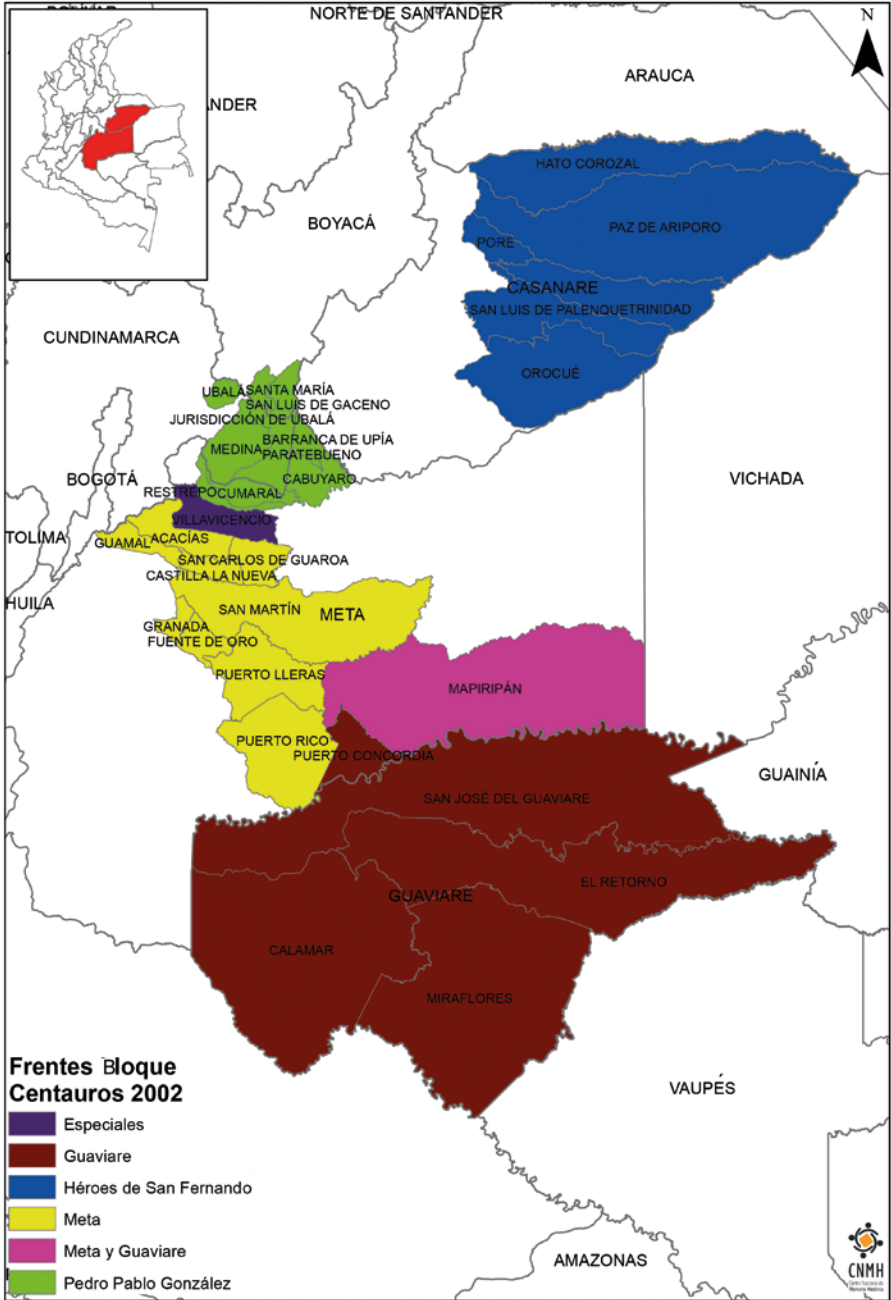 NORTE DE SANTANDER
N
ARAUCA
ANDER
HATO COROZAL
BOYACÁ
PAZ DE ARIPORO
PORE
CASANARE
SAN LUIS DE PALENQUE
TRINIDAD
CUNDINAMARCA
OROCUÉ
UBALÁ
SANTA MARÍA
SAN LUIS DE GACENO
JURISDICCIÓN DE UBALÁ
MEDINA
BARRANCA DE UPÍA
PARATEBUENO
BOGOTÁ
CABUYARO
VICHADA
RESTREPO
CUMARAL
VILLAVICENCIO
TOLIMA
GUAMAL
ACACÍAS
SAN CARLOS DE GUAROA
CASTILLA LA NUEVA
HUILA
SAN MARTÍN
META
GRANADA
FUENTE DE ORO
PUERTO LLERAS
MAPIRIPÁN
PUERTO RICO
PUERTO CONCORDIA
GUAINÍA
SAN JOSÉ DEL GUAVIARE
EL RETORNO
GUAVIARE
CALAMAR
MIRAFLORES
VAUPÉS
AMAZONAS
Frentes Bloque
Centauros 2002
Especiales
Guaviare
Héroes de San Fernando
Meta
Meta y Guaviare
Pedro Pablo González
CNMH
Centro Nacional de
Memoria Histórica